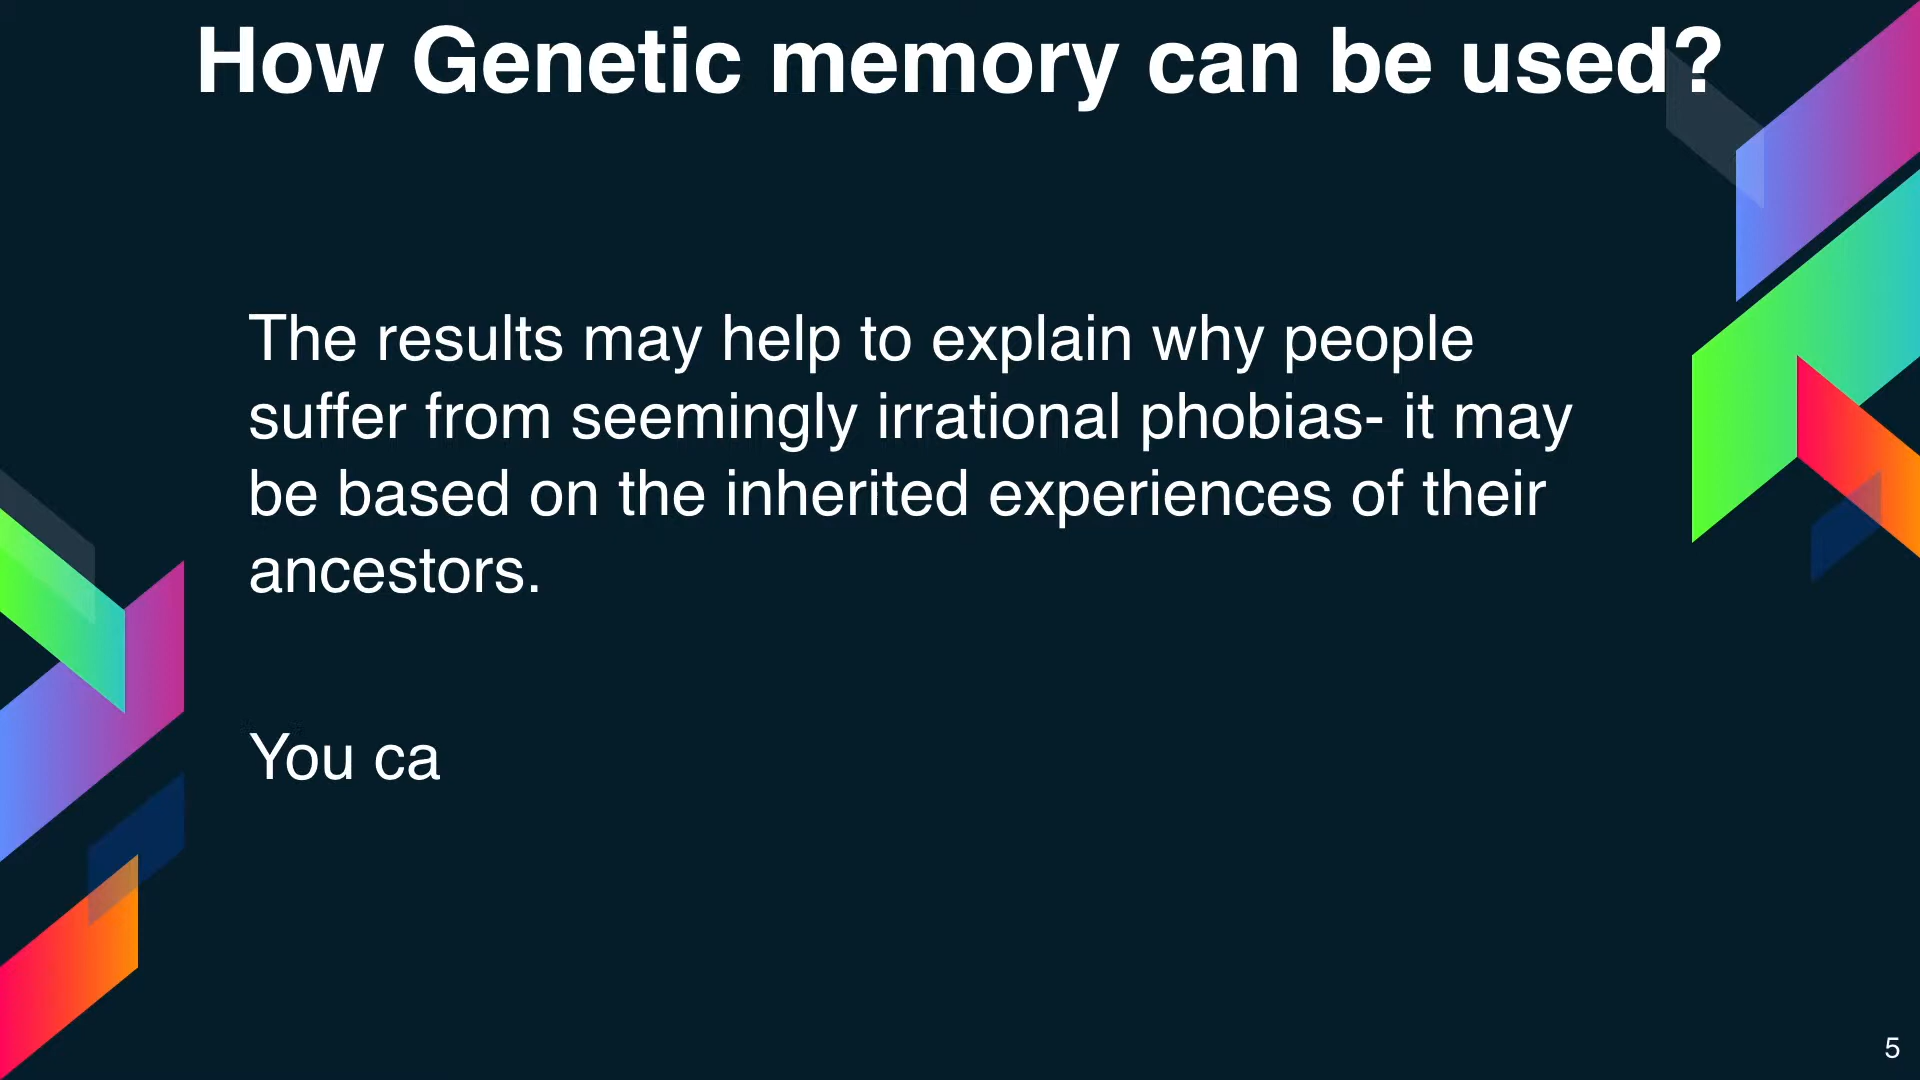 How Genetic memory can be used?
The results may help to explain why people
suffer from seemingly irrational phobias- it may
be based on the inherited experiences of their
ancestors.
You ca
5